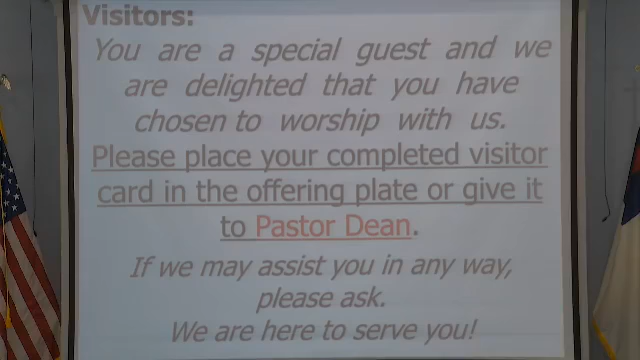 Visitors:
You are a special guest and we
are delighted that you have
chosen to worship with us.
Please place your completed visitor
card in the offering plate or give it
to Pastor Dean.
If we may assist you in any way,
please ask.
We are here to serve you!